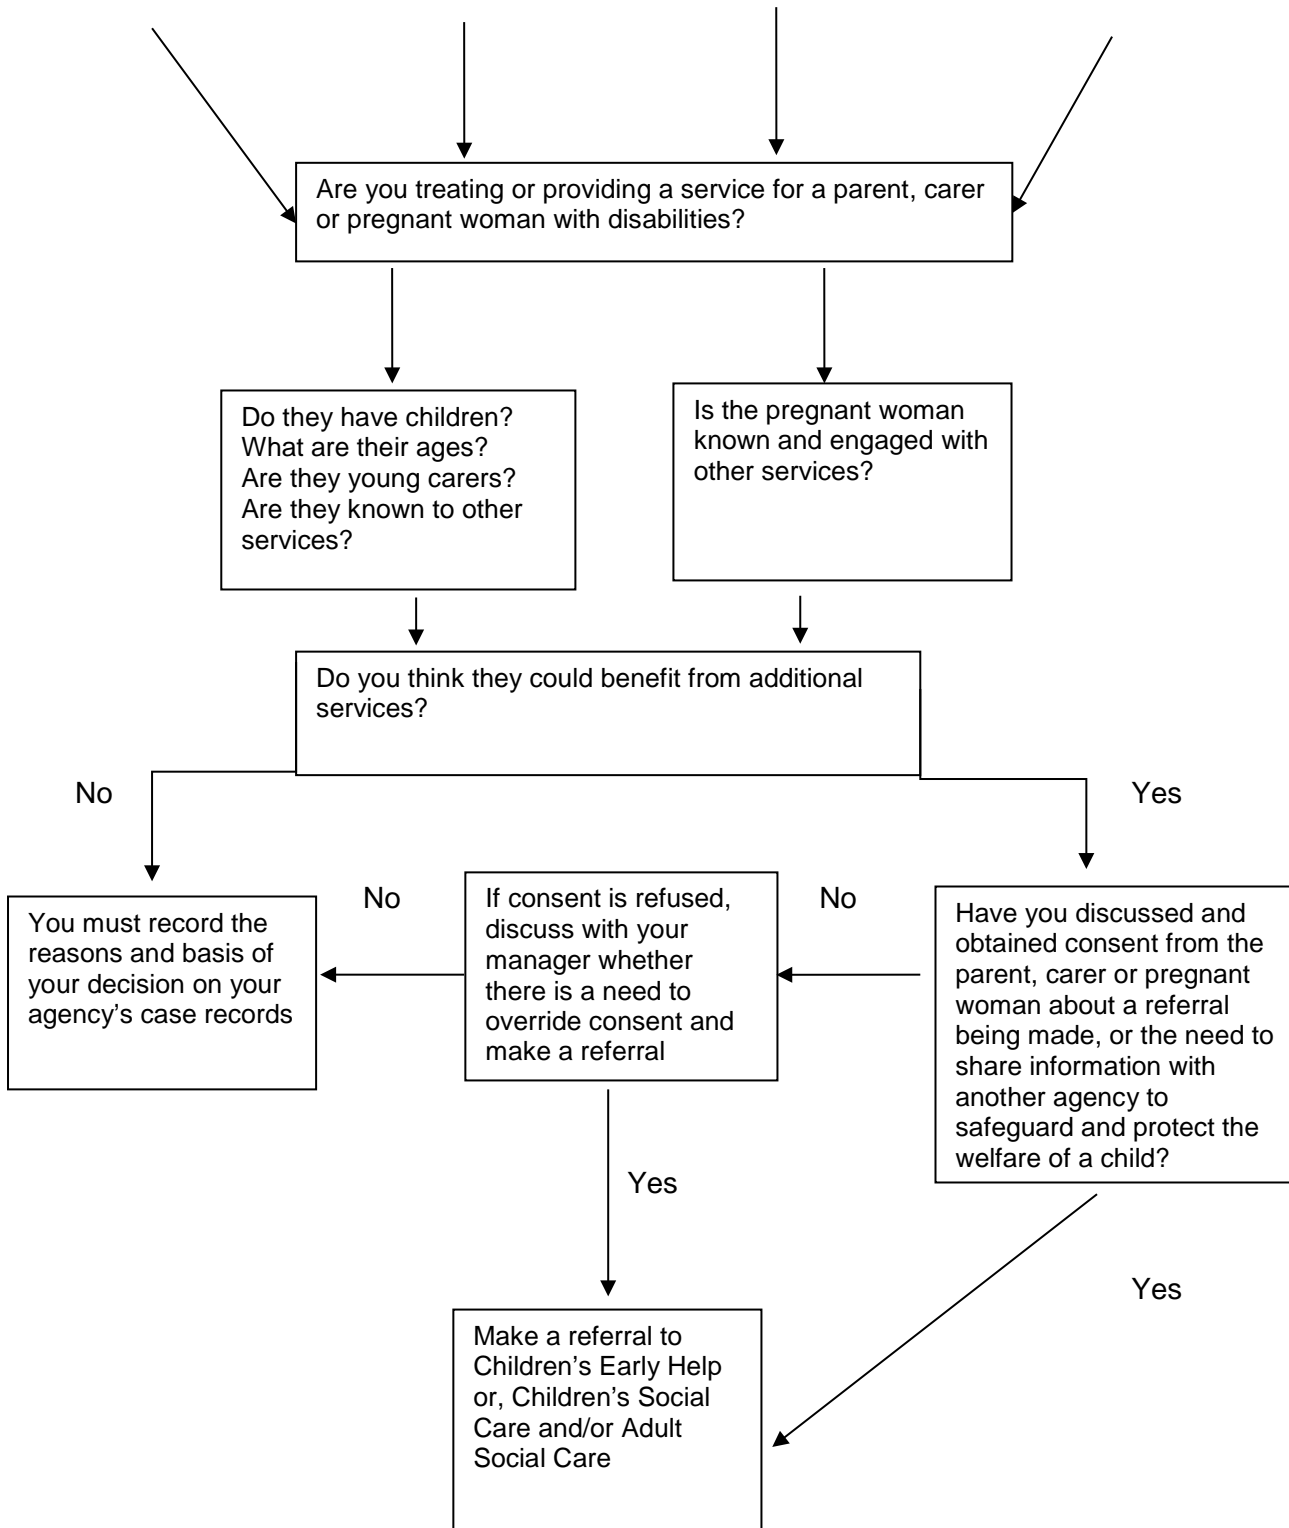 Are you treating or providing a service for a parent, carer
or pregnant woman with disabilities?
Do they have children?
What are their ages?
Are they young carers?
Are they known to other
services?
Is the pregnant woman
known and engaged with
other services?
Do you think they could benefit from additional
services?
No
Yes
You must record the
reasons and basis of
your decision on your
agency’s case records
No
If consent is refused,
discuss with your
manager whether
there is a need to
override consent and
make a referral
No
Have you discussed and
obtained consent from the
parent, carer or pregnant
woman about a referral
being made, or the need to
share information with
another agency to
safeguard and protect the
welfare of a child?
Yes
Yes
Make a referral to
Children’s Early Help
or, Children’s Social
Care and/or Adult
Social Care